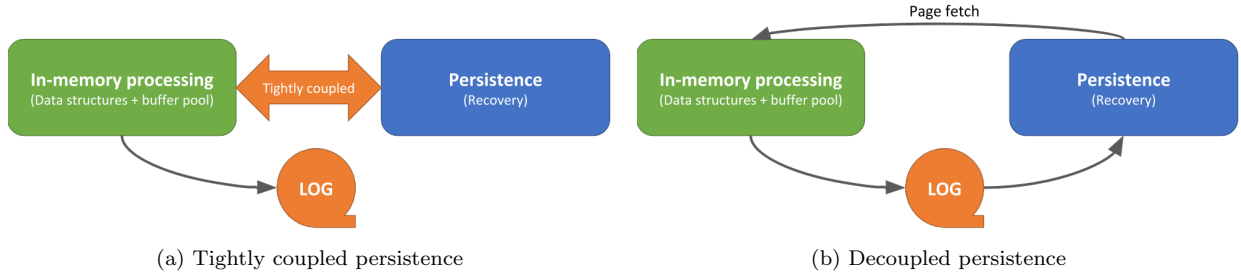 In-memory processing
(Data structures + buffer pool)
Tightly coupled
Persistence
(Recovery)
LOG
(a) Tightly coupled persistence
Page fetch
In-memory processing
(Data structures + buffer pool)
Persistence
(Recovery)
LOG
(b) Decoupled persistence